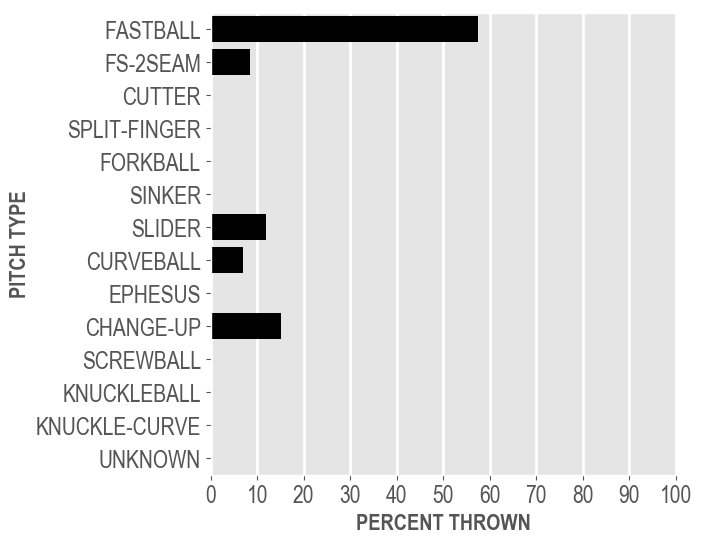 FASTBALL
FS-2SEAM
CUTTER
SPLIT-FINGER
FORKBALL
SINKER
SLIDER
CURVEBALL
EPHESUS
CHANGE-UP
SCREWBALL
KNUCKLEBALL
KNUCKLE-CURVE
UNKNOWN
PITCH TYPE
0 10 20 30 40 50 60 70 80 90 100
PERCENT THROWN